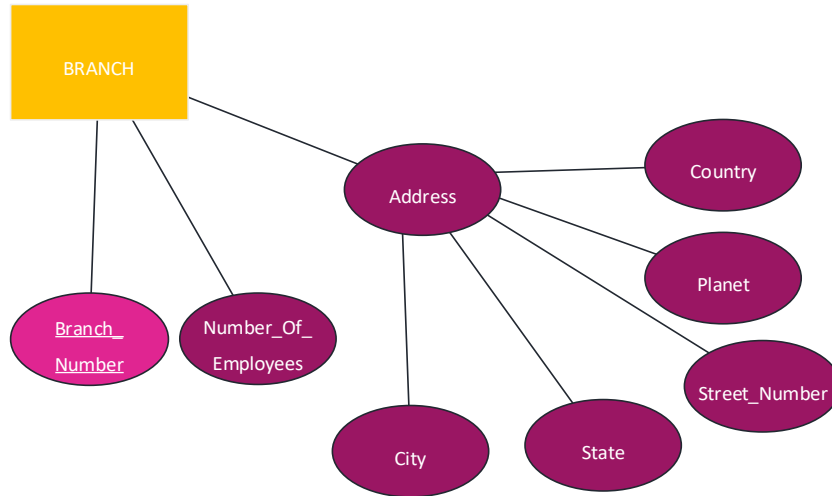 BRANCH
Country
Address
Planet
Branch_
Number
Number_Of_
Employees
Street_Number
City
State